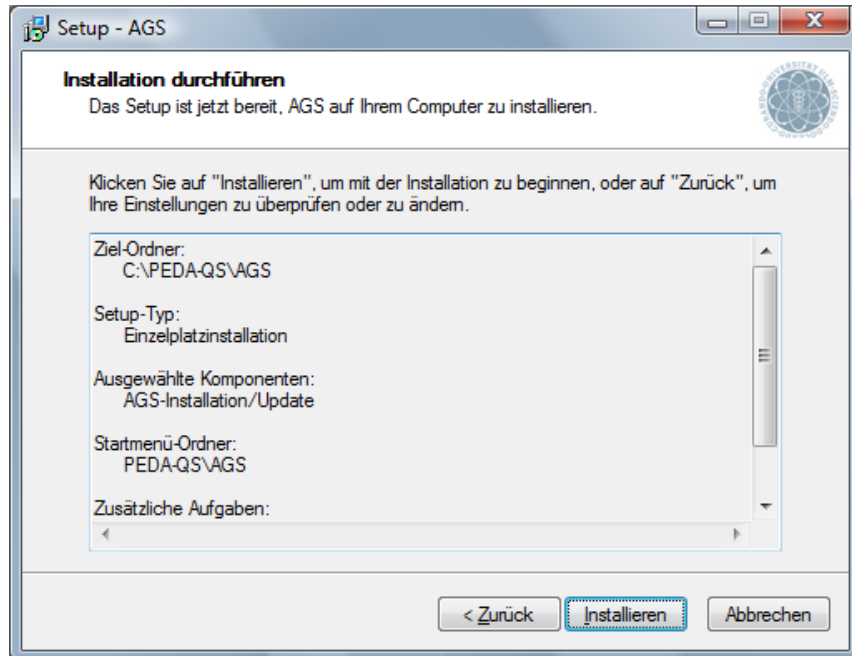 Setup - AGS
Installation durchführen
Das Setup ist jetzt bereit, AGS auf Ihrem Computer zu installieren.
Klicken Sie auf "Installieren", um mit der Installation zu beginnen, oder auf "Zurück", um
Ihre Einstellungen zu überprüfen oder zu ändern.
Ziel-Ordner:
C:\PEDA-QS\AGS
Setup-Typ:
Einzelplatzinstallation
Ausgewählte Komponenten:
AGS-Installation/Update
Startmenü-Ordner:
PEDA-QS\AGS
Zusätzliche Aufgaben:
< Zurück
Installieren
Abbrechen